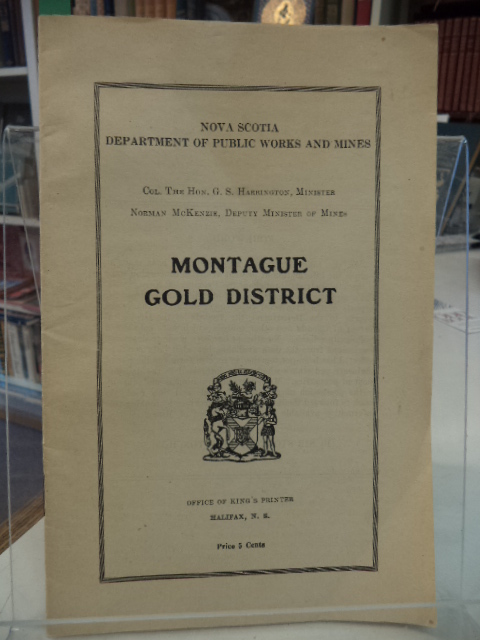 NOVA SCOTIA
DEPARTMENT OF PUBLIC WORKS AND MINES
COL. THE HON. G. S. HARRINGTON, MINISTER
NORMAN MCKENZIE, DEPUTY MINISTER OF MINES
MONTAGUE
GOLD DISTRICT
OFFICE OF KING'S PRINTER
HALIFAX, N. S.
Price 5 Cents